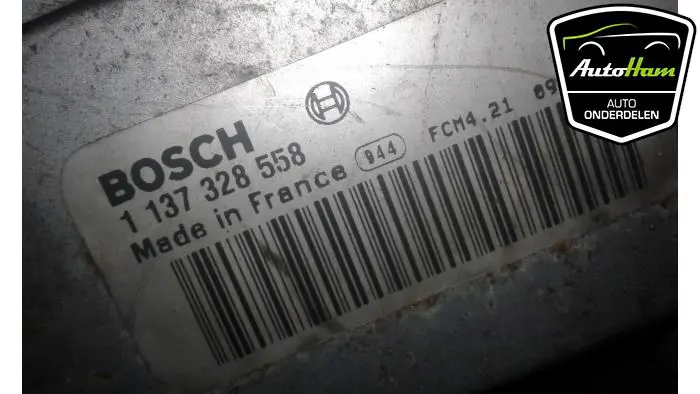 BOSCH
1 137 328 558
Made in France 944 FCM4.21
AutoHam
AUTO
ONDERDELEN